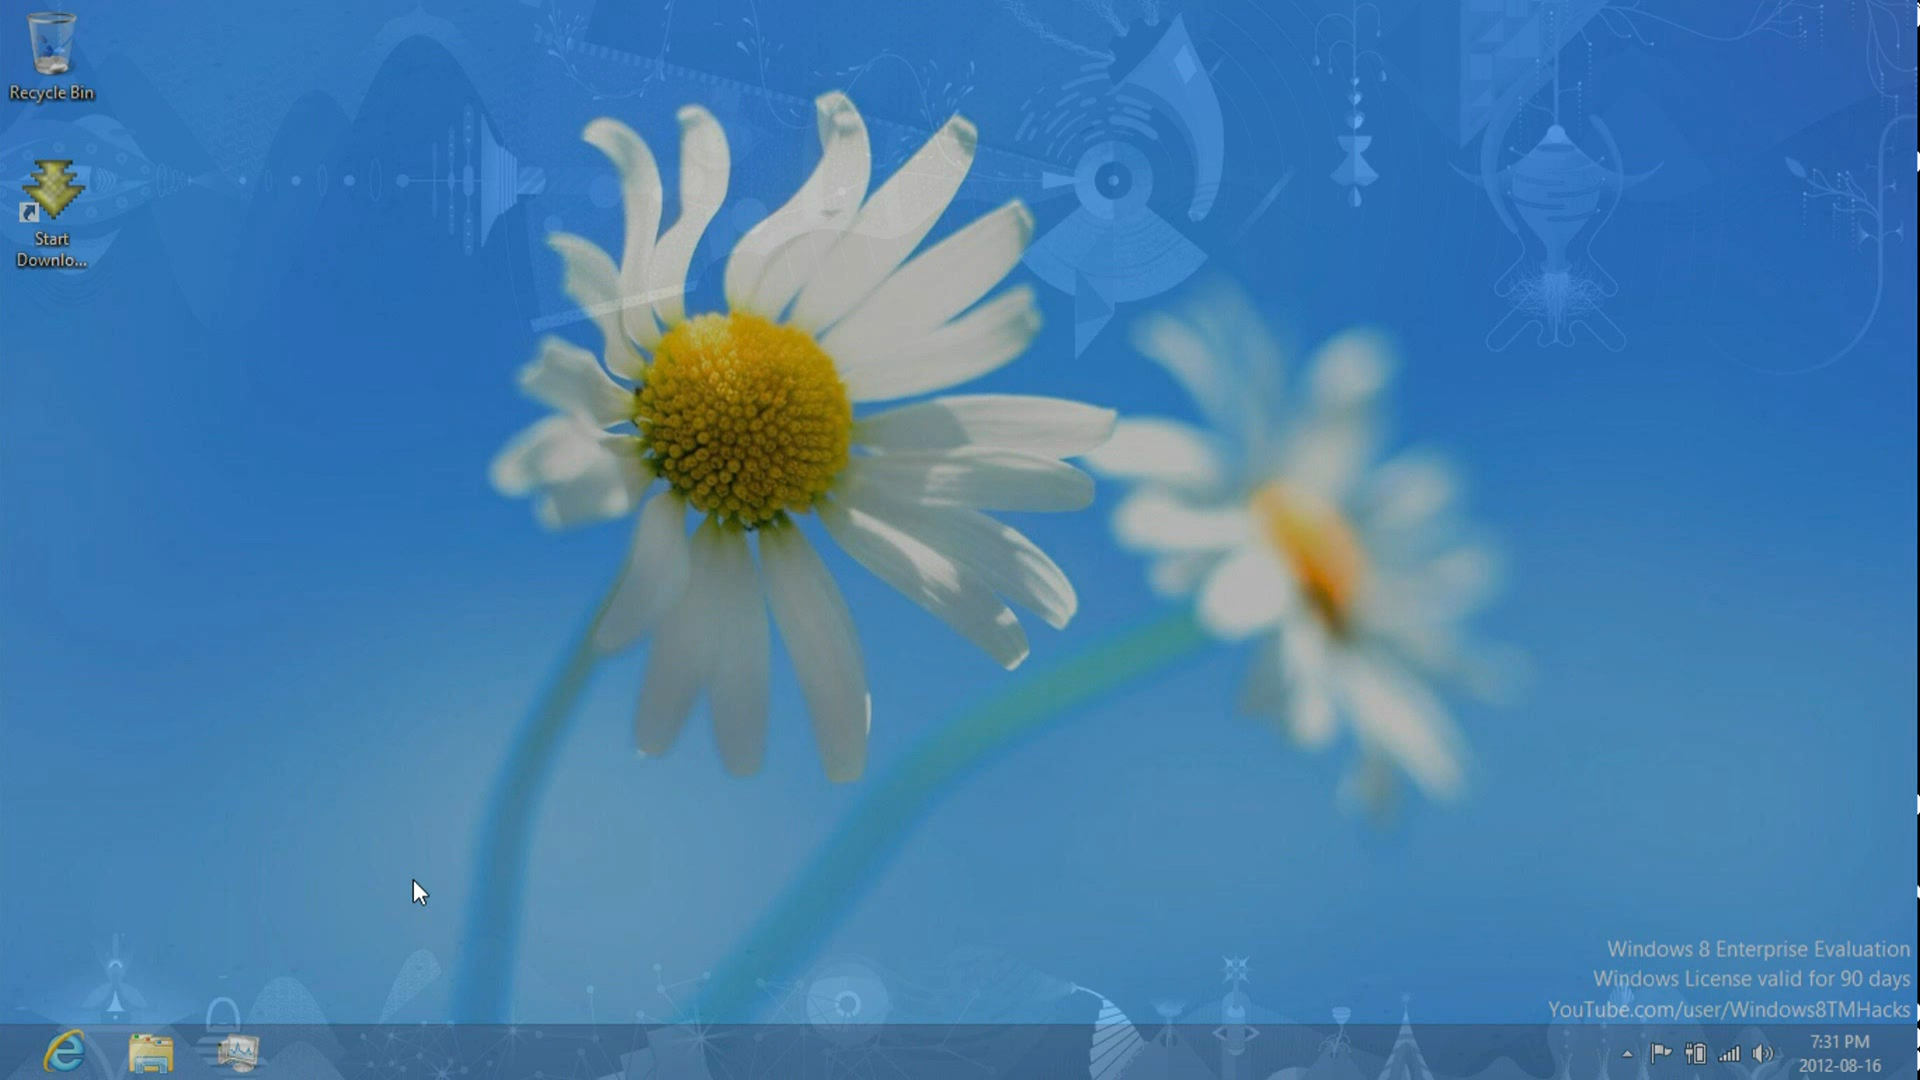 Recycle Bin
Start
Downlo...
Windows 8 Enterprise Evaluation
Windows License valid for 90 days
YouTube.com/user/Windows8TMHacks
7:31 PM
2012-08-16